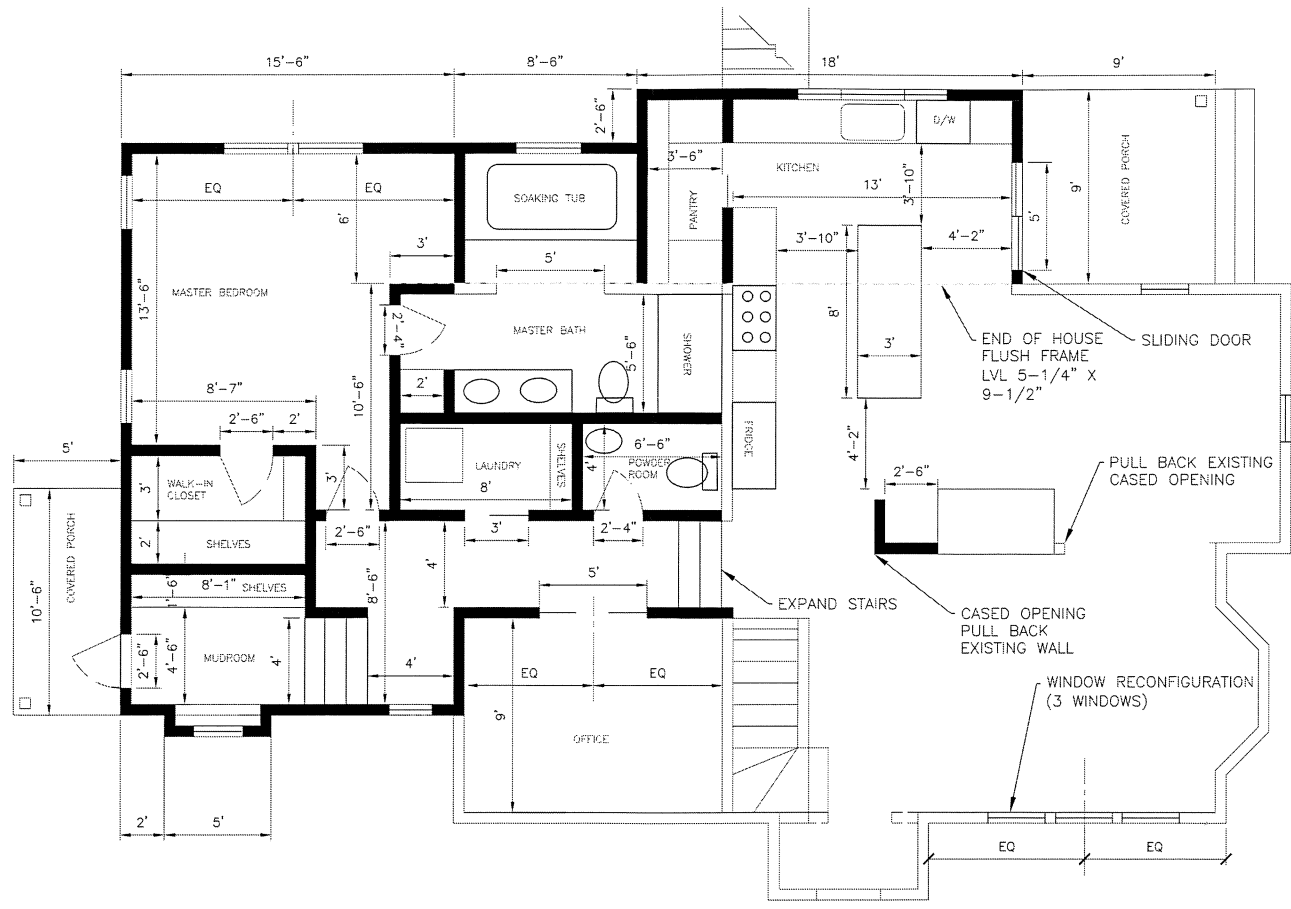 15'-6"
8'-6"
18'
9'
2'-6"
D/W
3'-6"
KITCHEN
13'
3'-10"
COVERED PORCH
9'
5'
EQ
EQ
6'
SOAKING TUB
PANTRY
3'
5'
3'-10"
4'-2"
13'-6"
MASTER BEDROOM
2'-4"
MASTER BATH
5'-6"
SHOWER
8'
3'
END OF HOUSE
FLUSH FRAME
LVL 5-1/4" X
9-1/2"
SLIDING DOOR
8'-7"
2'
10'-6"
2'-6"
2'
5'
FRIDGE
4'-2"
6'-6"
4'
POWDER
ROOM
LAUNDRY
SHELVES
8'
3'
WALK-IN
CLOSET
3'
2'-6"
PULL BACK EXISTING
CASED OPENING
2'
SHELVES
2'-6"
3'
2'-4"
COVERED PORCH
10'-6"
8'-1"
SHELVES
1'-6"
8'-6"
4'
5'
EXPAND STAIRS
CASED OPENING
PULL BACK
EXISTING WALL
2'-6"
4'-6"
MUDROOM
4'
4'
EQ
EQ
9'
OFFICE
WINDOW RECONFIGURATION
(3 WINDOWS)
2'
5'
EQ
EQ